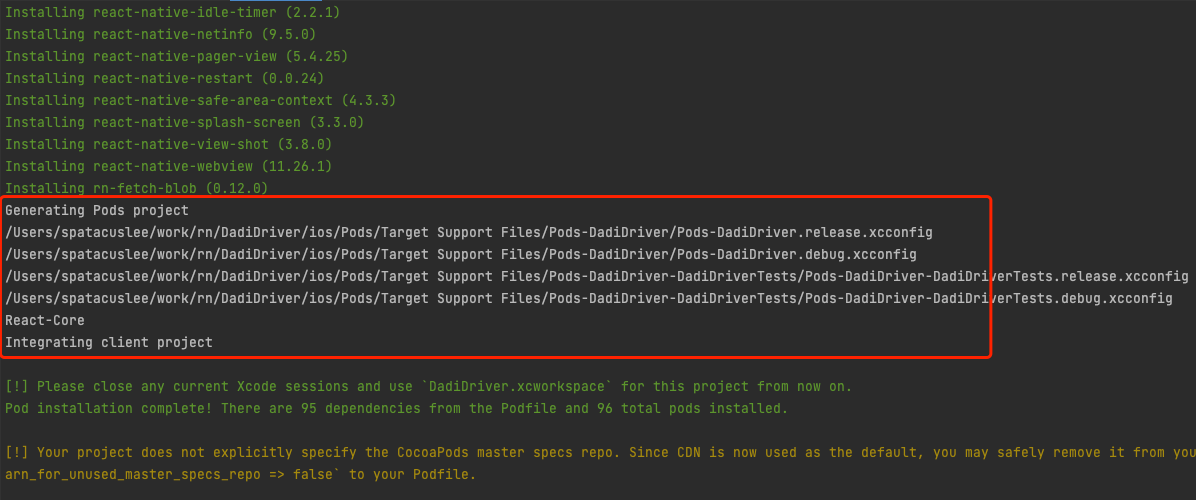 Installing react-native-idle-timer (2.2.1)
Installing react-native-netinfo (9.5.0)
Installing react-native-pager-view (5.4.25)
Installing react-native-restart (0.0.24)
Installing react-native-safe-area-context (4.3.3)
Installing react-native-splash-screen (3.3.0)
Installing react-native-view-shot (3.8.0)
Installing react-native-webview (11.26.1)
Installing rn-fetch-blob (0.12.0)
Generating Pods project
/Users/spatacuslee/work/rn/DadiDriver/ios/Pods/Target Support Files/Pods-DadiDriver/Pods-DadiDriver.release.xcconfig
/Users/spatacuslee/work/rn/DadiDriver/ios/Pods/Target Support Files/Pods-DadiDriver/Pods-DadiDriver.debug.xcconfig
/Users/spatacuslee/work/rn/DadiDriver/ios/Pods/Target Support Files/Pods-DadiDriver-DadiDriverTests/Pods-DadiDriver-DadiDriverTests.release.xcconfig
/Users/spatacuslee/work/rn/DadiDriver/ios/Pods/Target Support Files/Pods-DadiDriver-DadiDriverTests/Pods-DadiDriver-DadiDriverTests.debug.xcconfig
React-Core
Integrating client project
[!] Please close any current Xcode sessions and use `DadiDriver.xcworkspace` for this project from now on.
Pod installation complete! There are 95 dependencies from the Podfile and 96 total pods installed.
[!] Your project does not explicitly specify the CocoaPods master specs repo. Since CDN is now used as the default, you may safely remove it from you
arn_for_unused_master_specs_repo => false` to your Podfile.